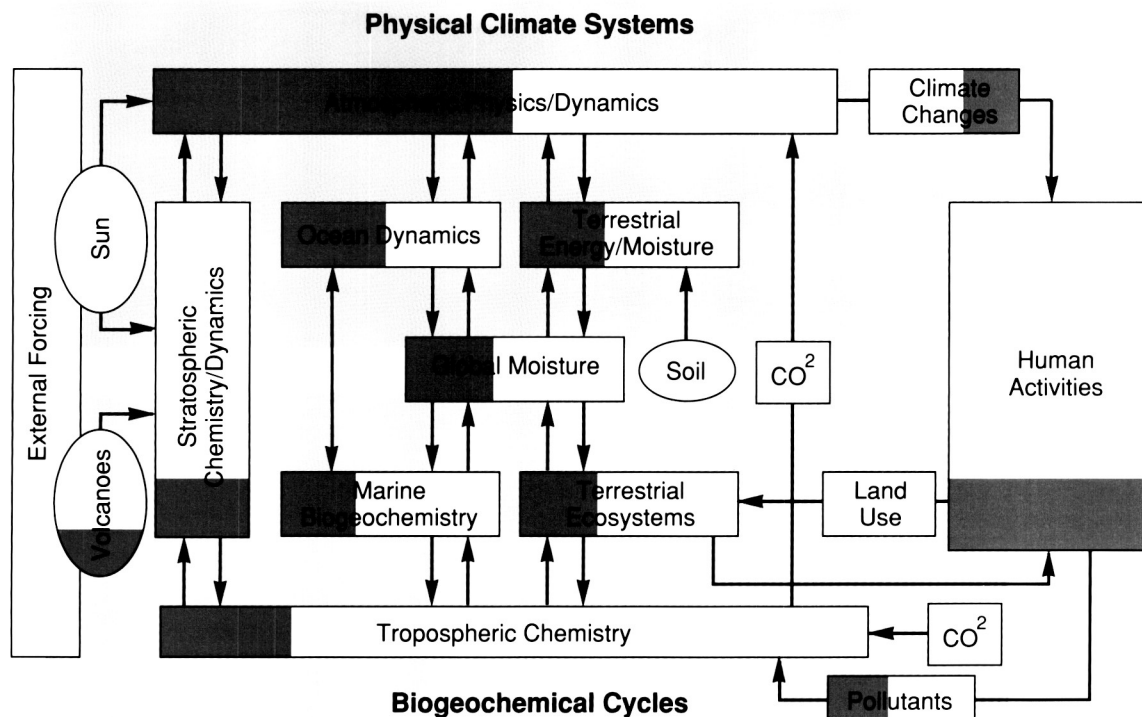 Physical Climate Systems
Atmospheric Physics/Dynamics
Climate
Changes
External Forcing
Sun
Volcanoes
Stratospheric
Chemistry/Dynamics
Ocean Dynamics
Terrestrial
Energy/Moisture
Global Moisture
Soil
CO²
Human
Activities
Marine
Biogeochemistry
Terrestrial
Ecosystems
Land
Use
Tropospheric Chemistry
CO²
Pollutants
Biogeochemical Cycles